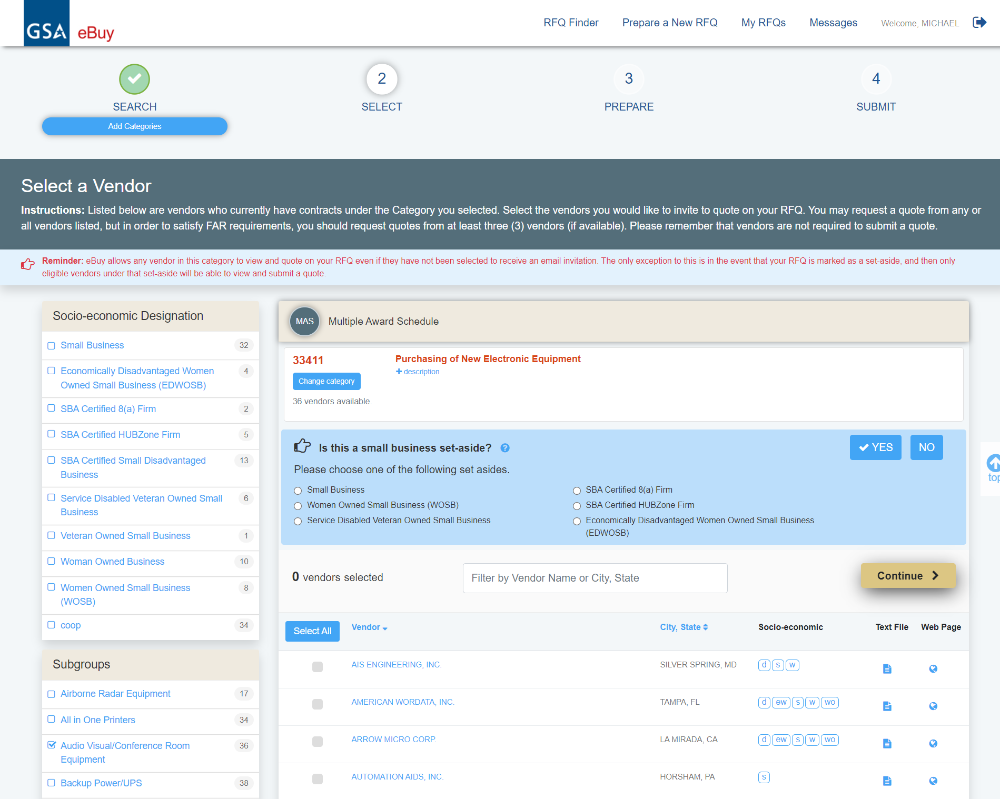 GSA eBuy
RFQ Finder
Prepare a New RFQ
My RFQs
Messages
Welcome, MICHAEL
2
3
4
SEARCH
SELECT
PREPARE
SUBMIT
Add Categories
Select a Vendor
Instructions: Listed below are vendors who currently have contracts under the Category you selected. Select the vendors you would like to invite to quote on your RFQ. You may request a quote from any or
all vendors listed, but in order to satisfy FAR requirements, you should request quotes from at least three (3) vendors (if available). Please remember that vendors are not required to submit a quote.
Reminder: eBuy allows any vendor in this category to view and quote on your RFQ even if they have not been selected to receive an email invitation. The only exception to this is in the event that your RFQ is marked as a set-aside, and then only
eligible vendors under that set-aside will be able to view and submit a quote.
Socio-economic Designation
Small Business 32
Economically Disadvantaged Women 4
Owned Small Business (EDWOSB)
SBA Certified 8(a) Firm 2
SBA Certified HUBZone Firm 5
SBA Certified Small Disadvantaged 13
Business
Service Disabled Veteran Owned Small 6
Business
Veteran Owned Small Business 1
Woman Owned Business 10
Women Owned Small Business 8
(WOSB)
coop 34
Subgroups
Airborne Radar Equipment 17
All in One Printers 34
Audio Visual/Conference Room 36
Equipment
Backup Power/UPS 38
MAS Multiple Award Schedule
33411
Purchasing of New Electronic Equipment
description
Change category
36 vendors available.
Is this a small business set-aside? ?
YES
NO
Please choose one of the following set asides.
Small Business
SBA Certified 8(a) Firm
Women Owned Small Business (WOSB)
SBA Certified HUBZone Firm
Service Disabled Veteran Owned Small Business
Economically Disadvantaged Women Owned Small Business
(EDWOSB)
top
0 vendors selected
Filter by Vendor Name or City, State
Continue
Select All
Vendor
City, State
Socio-economic
Text File
Web Page
AIS ENGINEERING, INC. SILVER SPRING, MD d s w
AMERICAN WORDATA, INC. TAMPA, FL d ew s w wo
ARROW MICRO CORP. LA MIRADA, CA d ew s w wo
AUTOMATION AIDS, INC. HORSHAM, PA s